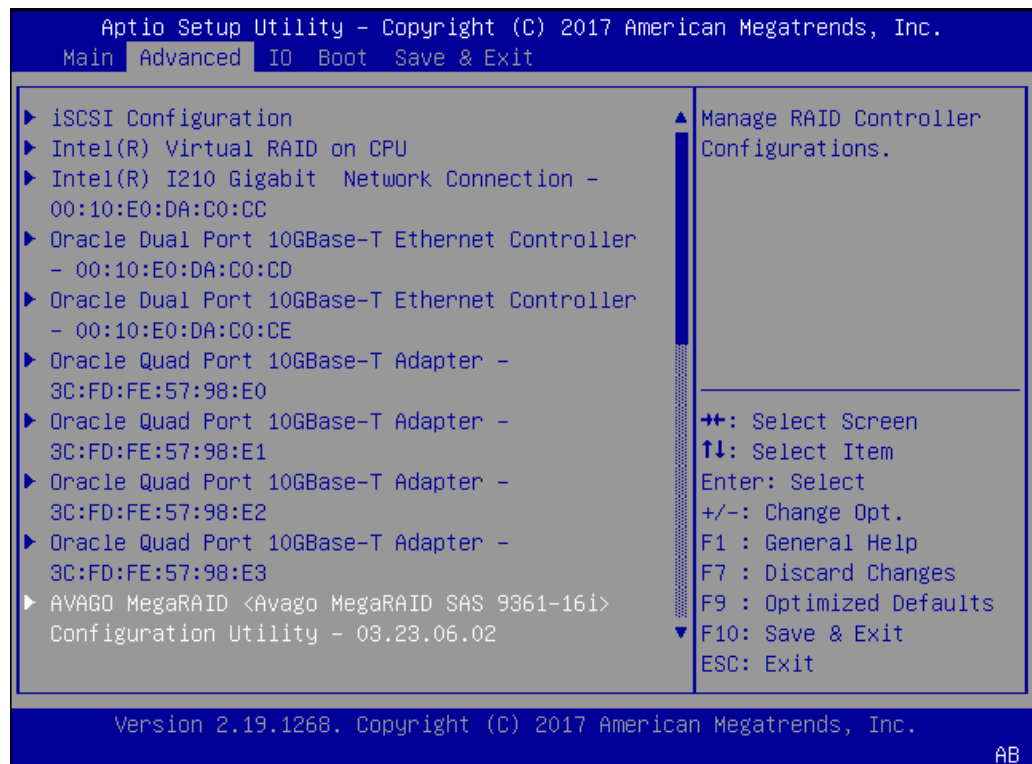 Aptio Setup Utility – Copyright (C) 2017 American Megatrends, Inc.
Main Advanced IO Boot Save & Exit
▶ iSCSI Configuration
▶ Intel(R) Virtual RAID on CPU
▶ Intel(R) I210 Gigabit  Network Connection –
00:10:E0:DA:C0:CC
▶ Oracle Dual Port 10GBase–T Ethernet Controller
– 00:10:E0:DA:C0:CD
▶ Oracle Dual Port 10GBase–T Ethernet Controller
– 00:10:E0:DA:C0:CE
▶ Oracle Quad Port 10GBase–T Adapter –
3C:FD:FE:57:98:E0
▶ Oracle Quad Port 10GBase–T Adapter –
3C:FD:FE:57:98:E1
▶ Oracle Quad Port 10GBase–T Adapter –
3C:FD:FE:57:98:E2
▶ Oracle Quad Port 10GBase–T Adapter –
3C:FD:FE:57:98:E3
▶ AVAGO MegaRAID <Avago MegaRAID SAS 9361–16i>
Configuration Utility – 03.23.06.02
Manage RAID Controller
Configurations.
→←: Select Screen
↑↓: Select Item
Enter: Select
+/–: Change Opt.
F1 : General Help
F7 : Discard Changes
F9 : Optimized Defaults
F10: Save & Exit
ESC: Exit
Version 2.19.1268. Copyright (C) 2017 American Megatrends, Inc.
AB